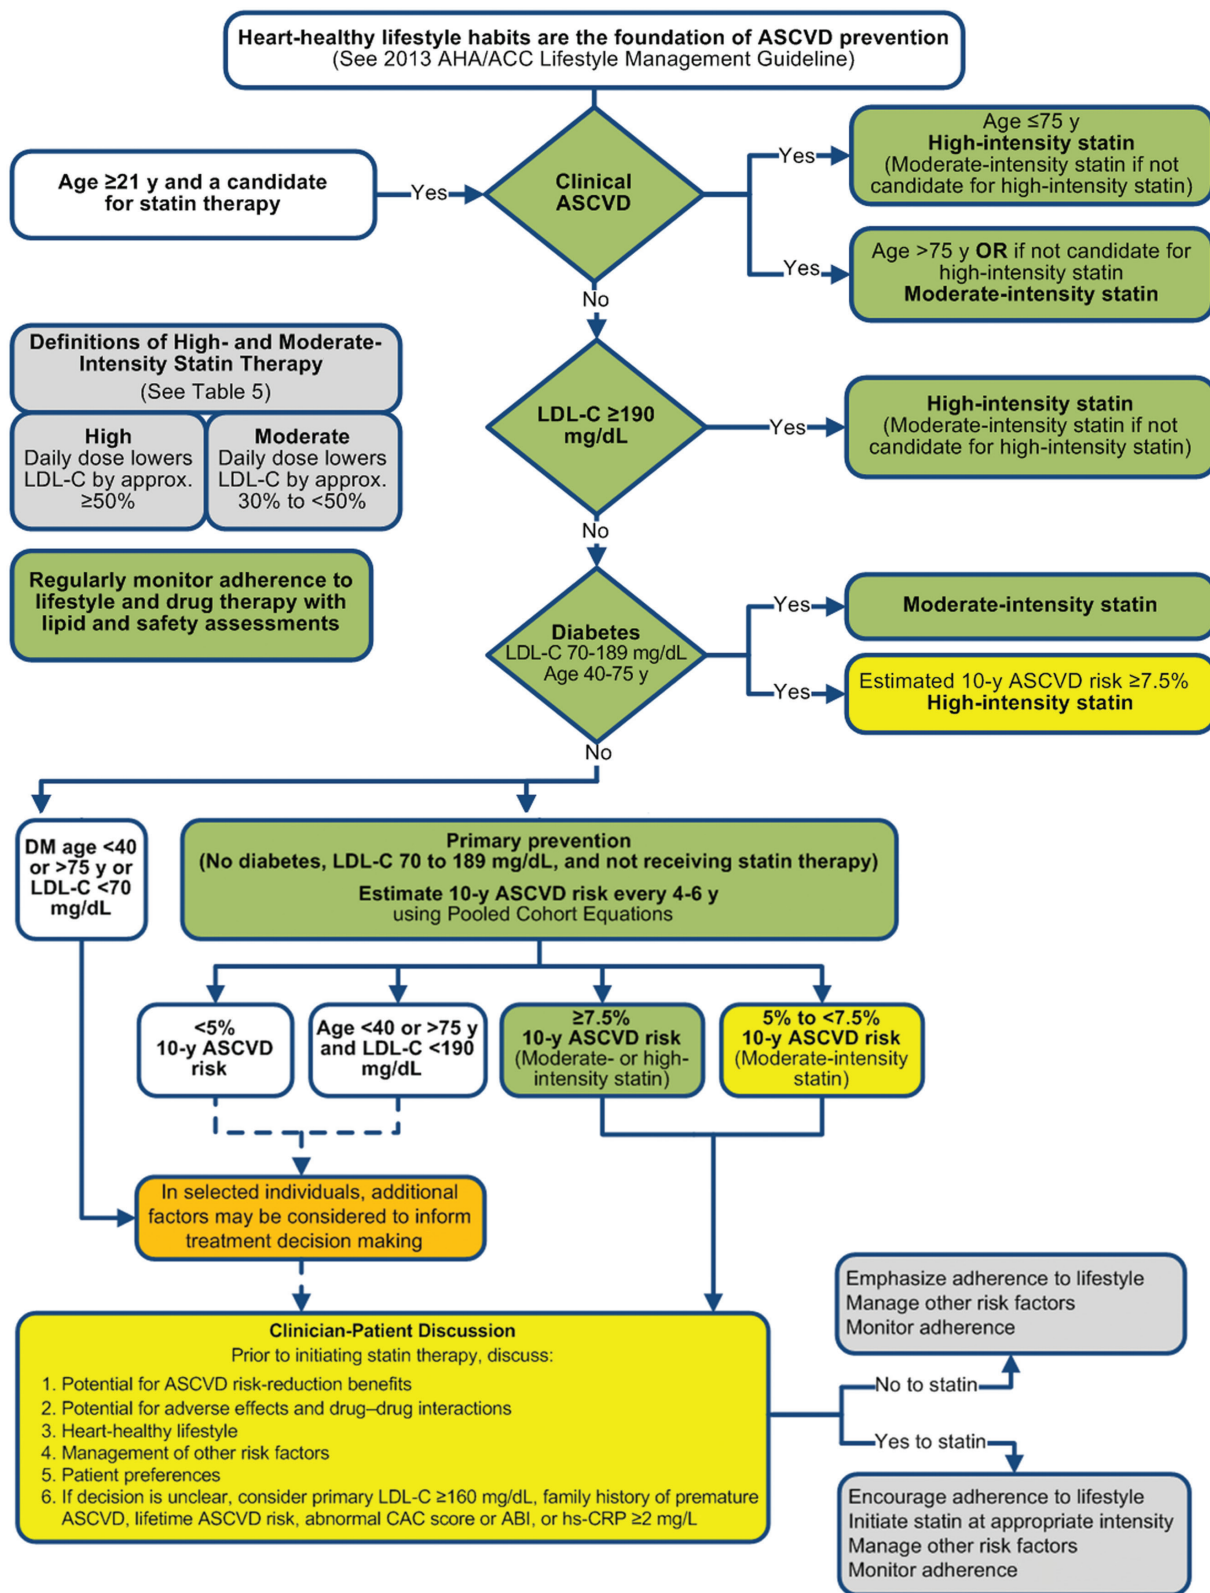 Heart-healthy lifestyle habits are the foundation of ASCVD prevention
(See 2013 AHA/ACC Lifestyle Management Guideline)
Age ≥21 y and a candidate
for statin therapy
Yes
Clinical
ASCVD
Yes
Age ≤75 y
High-intensity statin
(Moderate-intensity statin if not
candidate for high-intensity statin)
Yes
Age >75 y OR if not candidate for
high-intensity statin
Moderate-intensity statin
No
Definitions of High- and Moderate-
Intensity Statin Therapy
(See Table 5)
High
Daily dose lowers
LDL-C by approx.
≥50%
Moderate
Daily dose lowers
LDL-C by approx.
30% to <50%
LDL-C ≥190
mg/dL
Yes
High-intensity statin
(Moderate-intensity statin if not
candidate for high-intensity statin)
No
Regularly monitor adherence to
lifestyle and drug therapy with
lipid and safety assessments
Diabetes
LDL-C 70-189 mg/dL
Age 40-75 y
Yes
Moderate-intensity statin
Yes
Estimated 10-y ASCVD risk ≥7.5%
High-intensity statin
No
DM age <40
or >75 y or
LDL-C <70
mg/dL
Primary prevention
(No diabetes, LDL-C 70 to 189 mg/dL, and not receiving statin therapy)
Estimate 10-y ASCVD risk every 4-6 y
using Pooled Cohort Equations
<5%
10-y ASCVD
risk
Age <40 or >75 y
and LDL-C <190
mg/dL
≥7.5%
10-y ASCVD risk
(Moderate- or high-
intensity statin)
5% to <7.5%
10-y ASCVD risk
(Moderate-intensity
statin)
In selected individuals, additional
factors may be considered to inform
treatment decision making
Clinician-Patient Discussion
Prior to initiating statin therapy, discuss:
1. Potential for ASCVD risk-reduction benefits
2. Potential for adverse effects and drug–drug interactions
3. Heart-healthy lifestyle
4. Management of other risk factors
5. Patient preferences
6. If decision is unclear, consider primary LDL-C ≥160 mg/dL, family history of premature
ASCVD, lifetime ASCVD risk, abnormal CAC score or ABI, or hs-CRP ≥2 mg/L
Emphasize adherence to lifestyle
Manage other risk factors
Monitor adherence
No to statin
Yes to statin
Encourage adherence to lifestyle
Initiate statin at appropriate intensity
Manage other risk factors
Monitor adherence